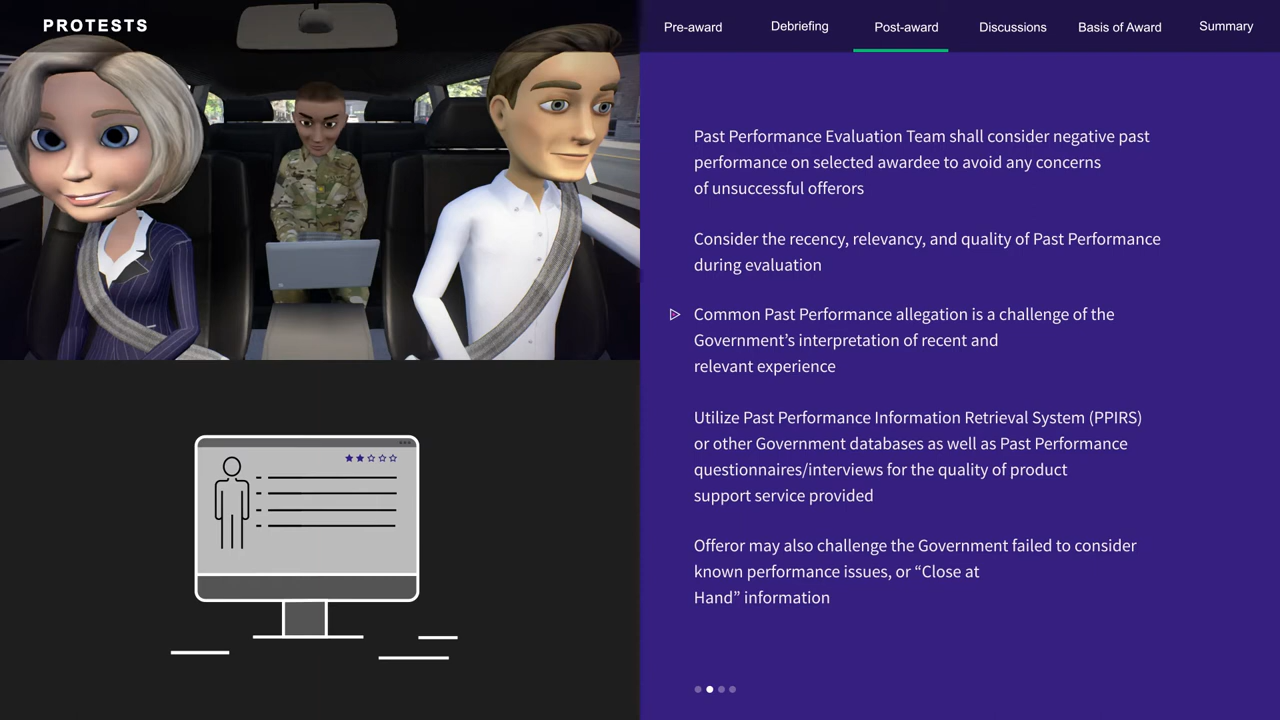 PROTESTS
Pre-award
Debriefing
Post-award
Discussions
Basis of Award
Summary
Past Performance Evaluation Team shall consider negative past
performance on selected awardee to avoid any concerns
of unsuccessful offerors
Consider the recency, relevancy, and quality of Past Performance
during evaluation
Common Past Performance allegation is a challenge of the
Government’s interpretation of recent and
relevant experience
Utilize Past Performance Information Retrieval System (PPIRS)
or other Government databases as well as Past Performance
questionnaires/interviews for the quality of product
support service provided
Offeror may also challenge the Government failed to consider
known performance issues, or “Close at
Hand” information